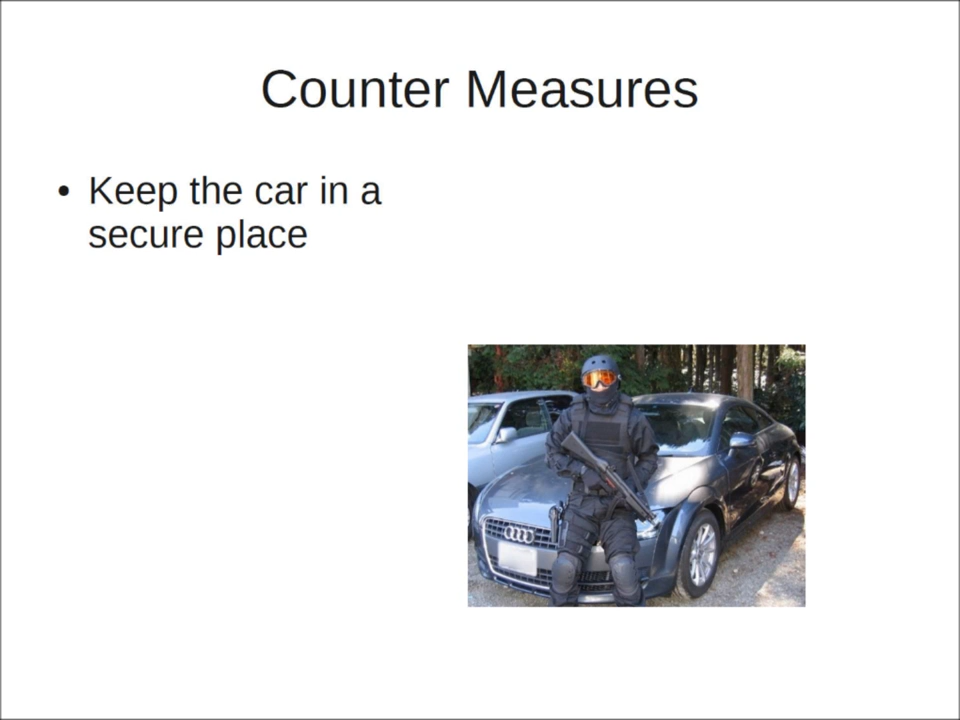 Counter Measures
• Keep the car in a
secure place